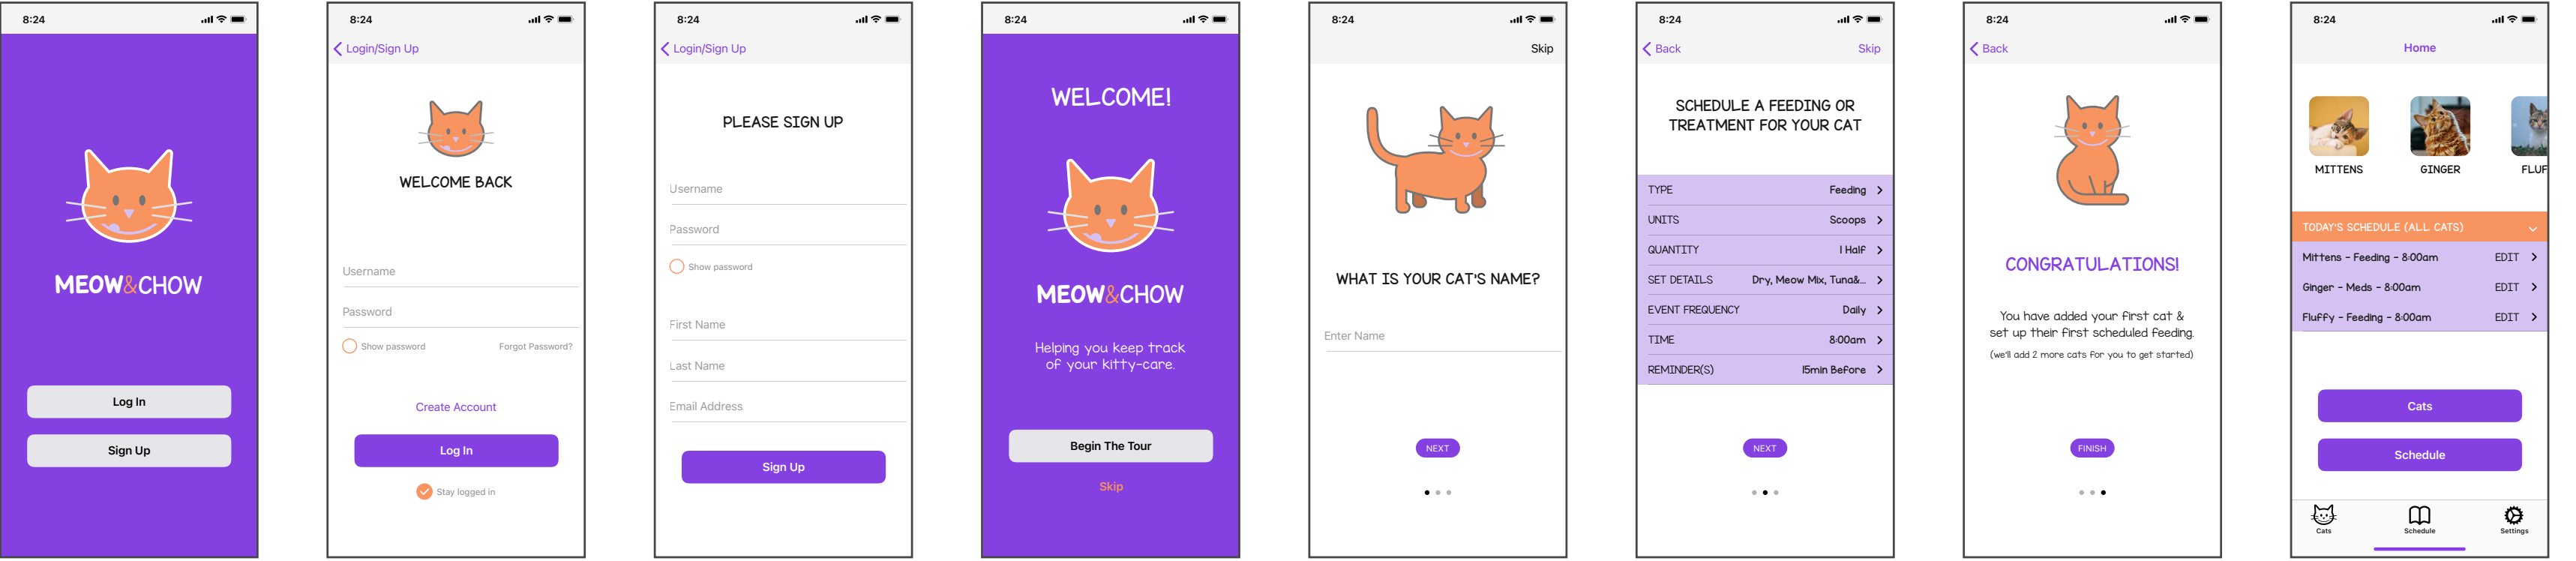 8:24
MEOW&CHOW
Log In
Sign Up
8:24
Login/Sign Up
WELCOME BACK
Username
Password
Show password
Forgot Password?
Create Account
Log In
Stay logged in
8:24
Login/Sign Up
PLEASE SIGN UP
Username
Password
Show password
First Name
Last Name
Email Address
Sign Up
8:24
WELCOME!
MEOW&CHOW
Helping you keep track
of your kitty-care.
Begin The Tour
Skip
8:24
Skip
WHAT IS YOUR CAT'S NAME?
Enter Name
NEXT
8:24
Back
Skip
SCHEDULE A FEEDING OR
TREATMENT FOR YOUR CAT
TYPE Feeding
UNITS Scoops
QUANTITY 1 Half
SET DETAILS Dry, Meow Mix, Tuna&...
EVENT FREQUENCY Daily
TIME 8:00am
REMINDER(S) 15min Before
NEXT
8:24
Back
CONGRATULATIONS!
You have added your first cat &
set up their first scheduled feeding.
(we'll add 2 more cats for you to get started)
FINISH
8:24
Home
MITTENS GINGER FLUF
TODAY'S SCHEDULE (ALL CATS)
Mittens - Feeding - 8:00am EDIT
Ginger - Meds - 8:00am EDIT
Fluffy - Feeding - 8:00am EDIT
Cats
Schedule
Cats Schedule Settings